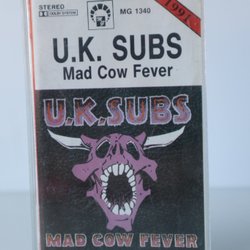 STEREO
DOLBY SYSTEM
MG 1340
1991
U.K. SUBS
Mad Cow Fever
U.K.SUBS
MAD COW FEVER